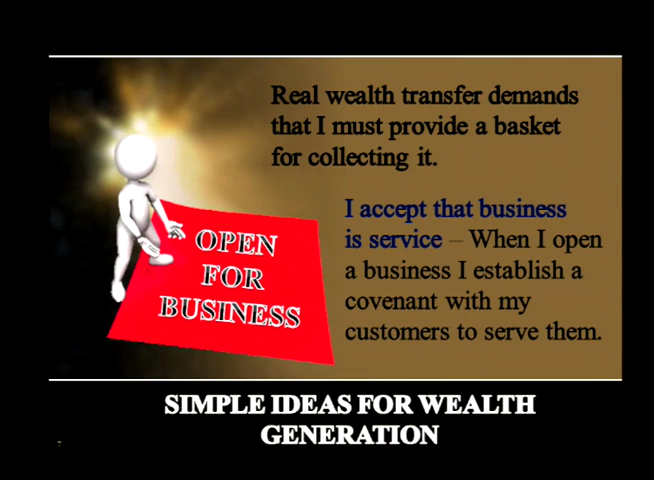 Real wealth transfer demands
that I must provide a basket
for collecting it.
I accept that business
is service – When I open
a business I establish a
covenant with my
customers to serve them.
OPEN
FOR
BUSINESS
SIMPLE IDEAS FOR WEALTH
GENERATION
7